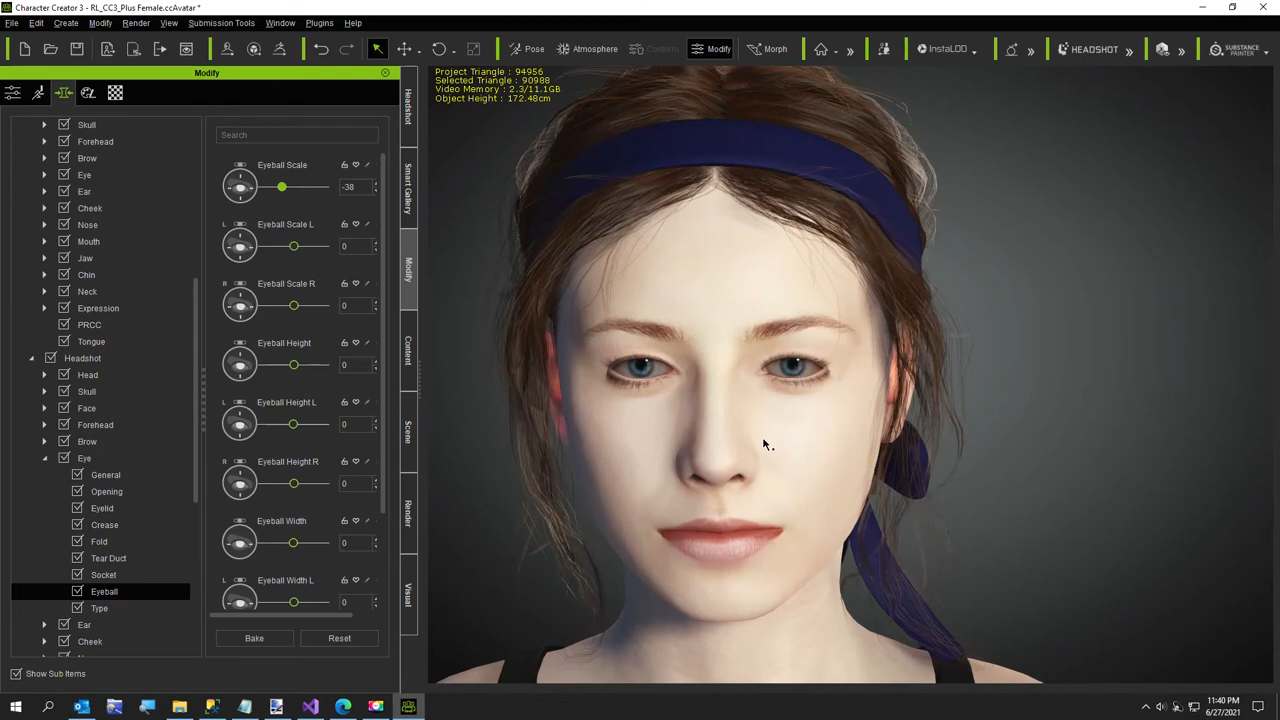 Character Creator 3 - RL_CC3_Plus Female.ccAvatar *
File Edit Create Modify Render View Submission Tools Window Plugins Help
Pose Atmosphere Conform Modify Morph InstaLOD HEADSHOT SUBSTANCE PAINTER
Modify
Skull
Forehead
Brow
Eye
Ear
Cheek
Nose
Mouth
Jaw
Chin
Neck
Expression
PRCC
Tongue
Headshot
Head
Skull
Face
Forehead
Brow
Eye
General
Opening
Eyelid
Crease
Fold
Tear Duct
Socket
Eyeball
Type
Ear
Cheek
Show Sub Items
Search
Eyeball Scale
-38
L Eyeball Scale L
0
R Eyeball Scale R
0
Eyeball Height
0
L Eyeball Height L
0
R Eyeball Height R
0
Eyeball Width
0
L Eyeball Width L
0
Bake Reset
Headshot
Smart Gallery
Modify
Content
Scene
Render
Visual
Project Triangle : 94956
Selected Triangle : 90988
Video Memory : 2.3/11.1GB
Object Height : 172.48cm
11:40 PM
6/27/2021